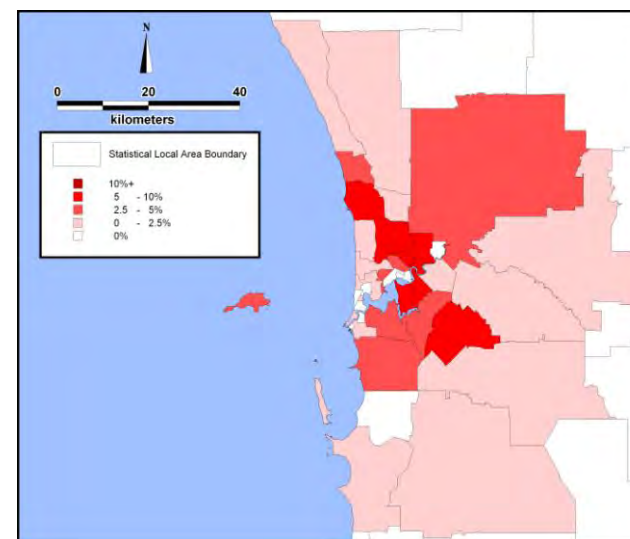 N
0 20 40
kilometers
Statistical Local Area Boundary
10%+
5 - 10%
2.5 - 5%
0 - 2.5%
0%